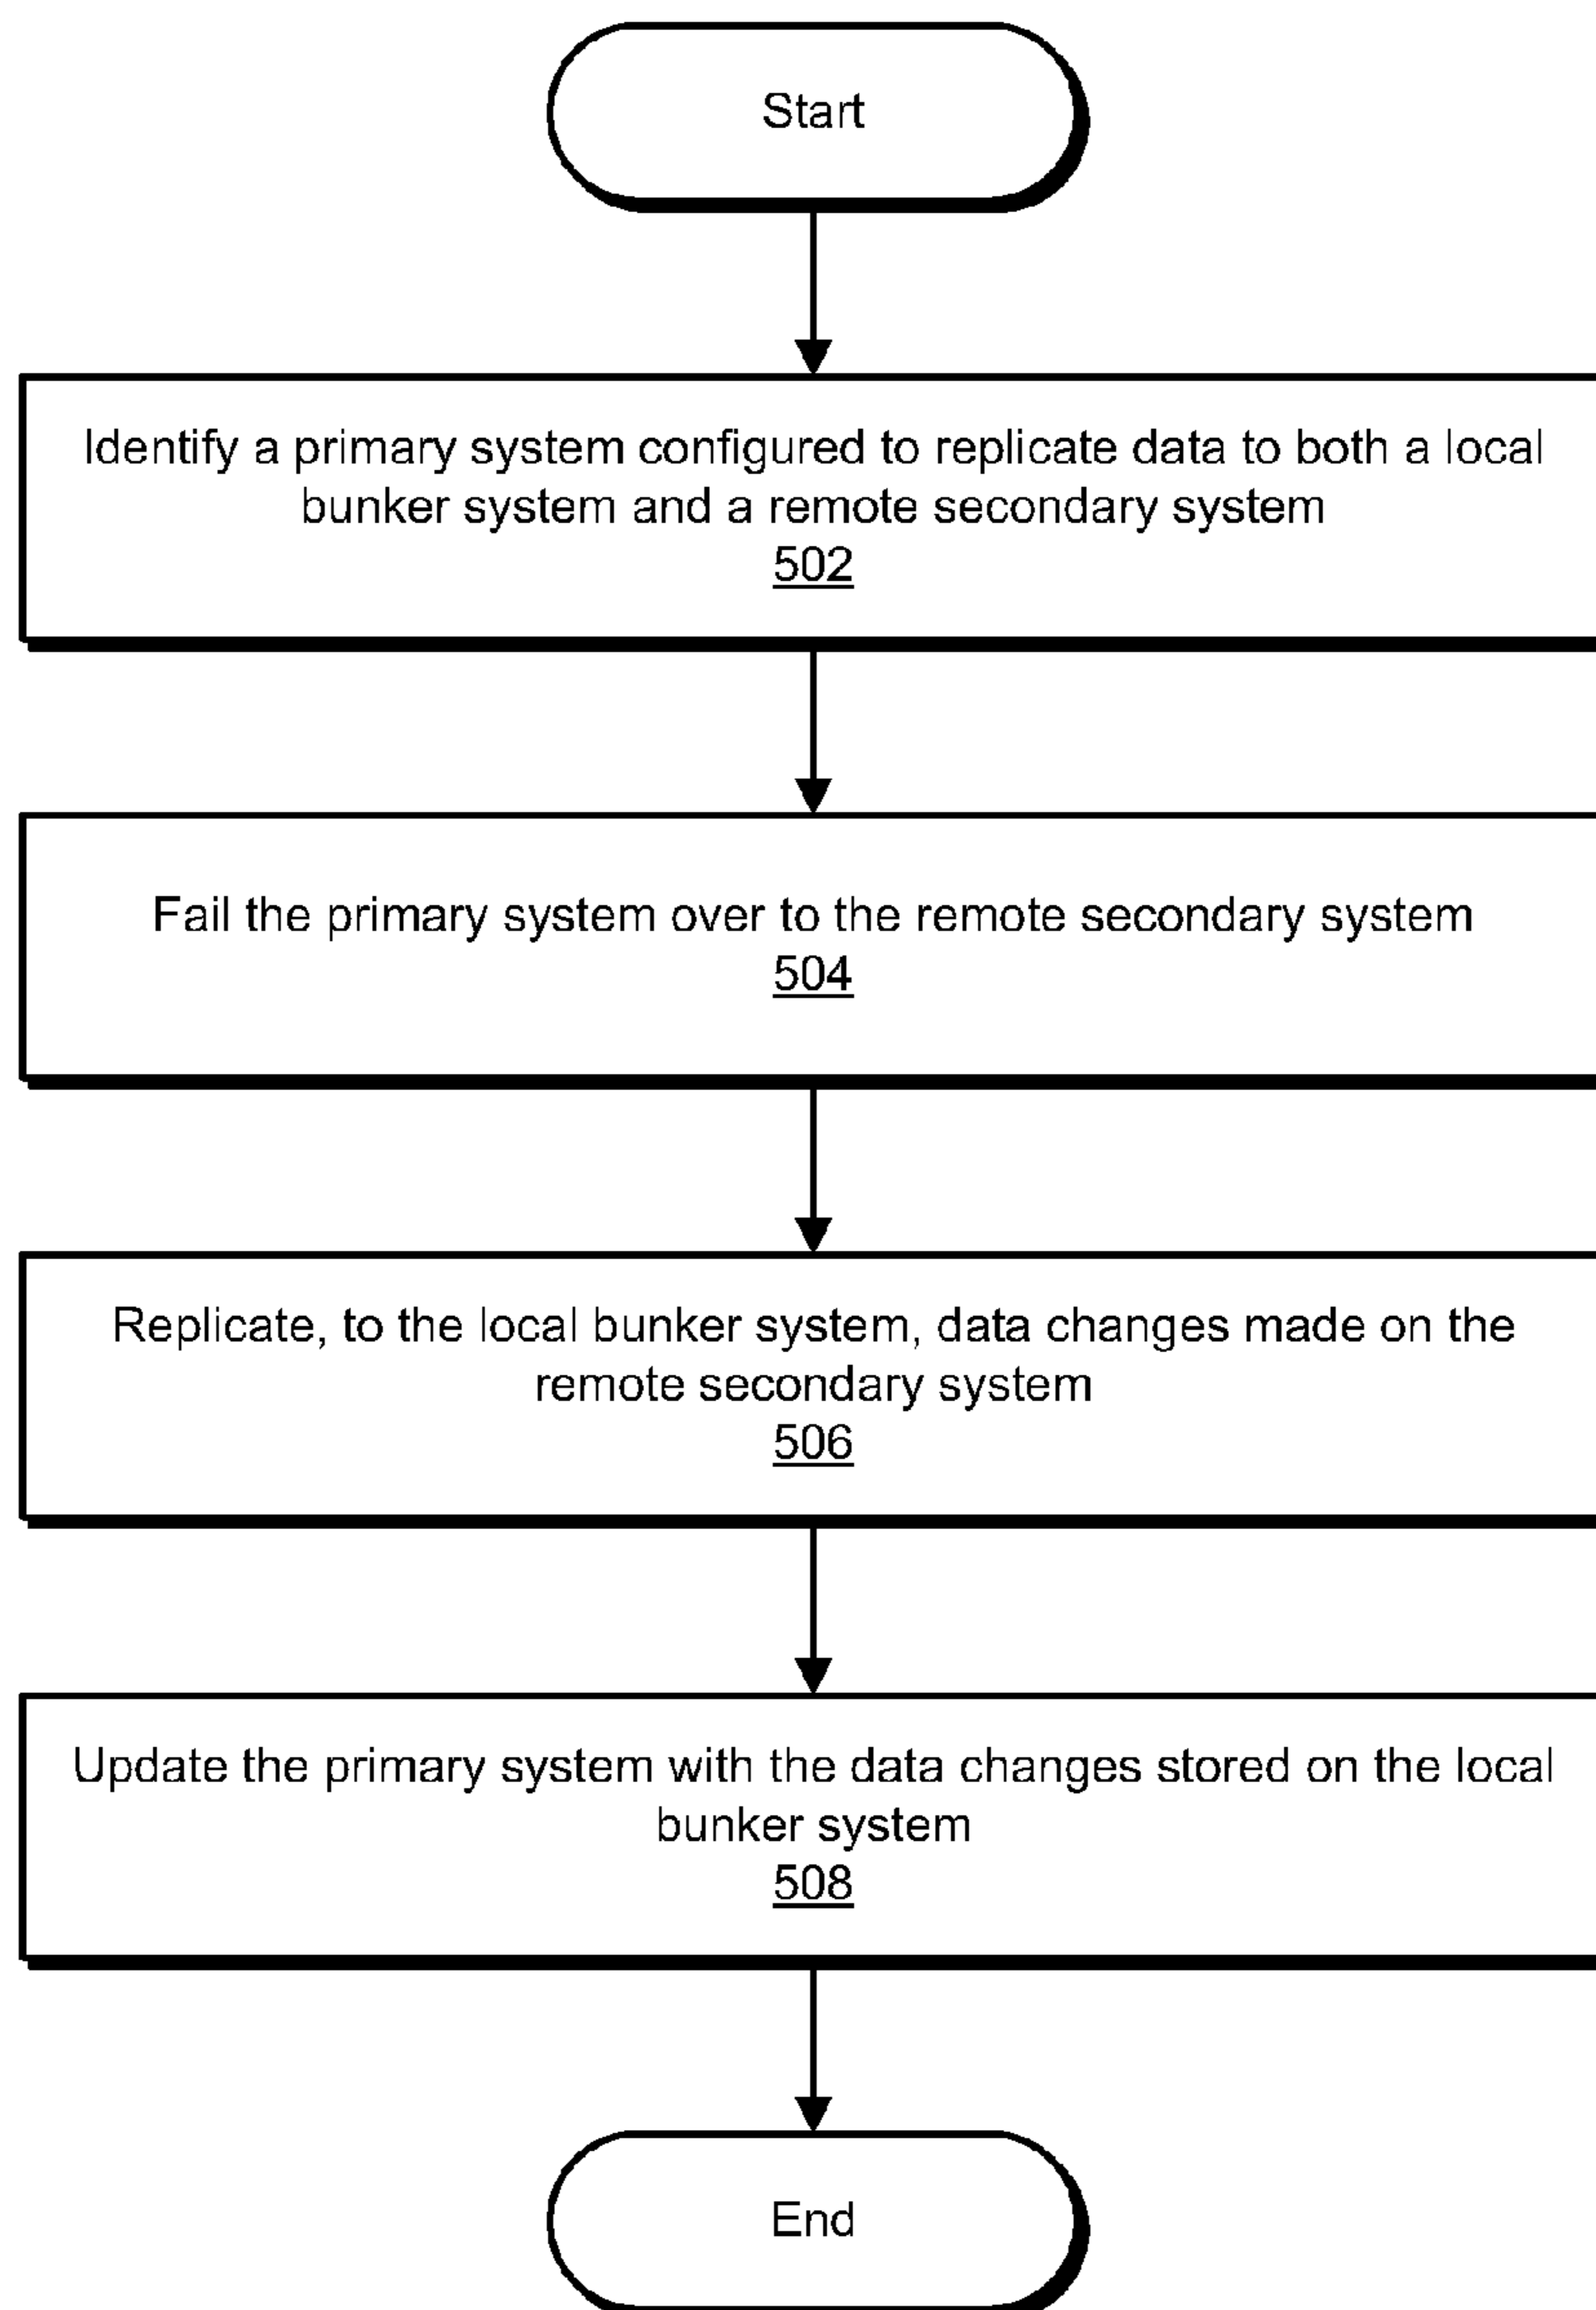 Start
Identify a primary system configured to replicate data to both a local
bunker system and a remote secondary system
502
Fail the primary system over to the remote secondary system
504
Replicate, to the local bunker system, data changes made on the
remote secondary system
506
Update the primary system with the data changes stored on the local
bunker system
508
End